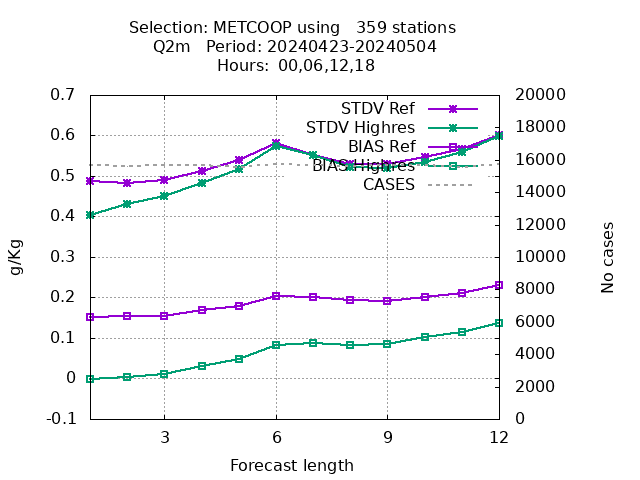 Selection: METCOOP using   359 stations
Q2m   Period: 20240423-20240504
Hours:  00,06,12,18
0.7
0.6
0.5
0.4
0.3
0.2
0.1
0
-0.1
g/Kg
STDV Ref
STDV Highres
BIAS Ref
BIAS Highres
CASES
20000
18000
16000
14000
12000
10000
8000
6000
4000
2000
0
No cases
3 6 9 12
Forecast length